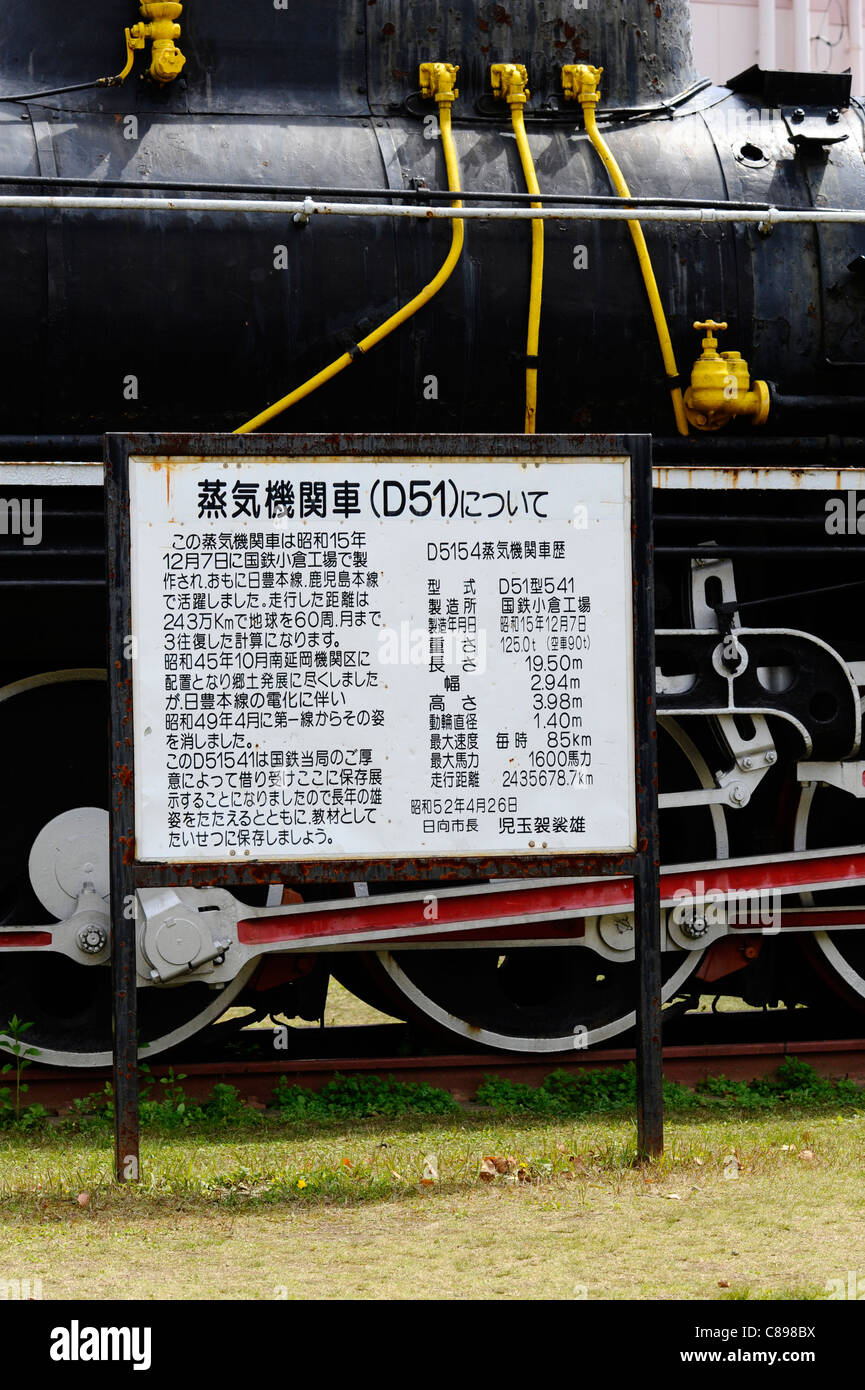 蒸気機関車(D51)について
この蒸気機関車は昭和15年
12月7日に国鉄小倉工場で製
作され、おもに日豊本線、鹿児島本線
で活躍しました。走行した距離は
243万Kmで地球を60周、月まで
3往復した計算になります。
昭和45年10月南延岡機関区に
配置となり郷土発展に尽くしました
が、日豊本線の電化に伴い
昭和49年4月に第一線からその姿
を消しました。
このD51541は国鉄当局のご厚
意によって借り受けここに保存展
示することになりましたので長年の雄
姿をたたえるとともに、教材として
たいせつに保存しましょう。
D5154蒸気機関車歴
型式 D51型541
製造所 国鉄小倉工場
製造年月日 昭和15年12月7日
重さ 125.0t (空車90t)
長さ 19.50m
幅 2.94m
高さ 3.98m
動輪直径 1.40m
最大速度 毎時 85km
最大馬力 1600馬力
走行距離 2435678.7km
昭和52年4月26日
日向市長 児玉袈裟雄
alamy
Image ID: C898BX
www.alamy.com